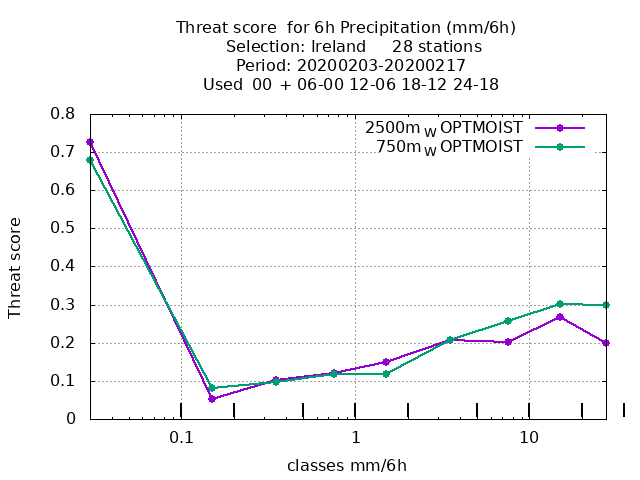 Threat score for 6h Precipitation (mm/6h)
Selection: Ireland 28 stations
Period: 20200203-20200217
Used 00 + 06-00 12-06 18-12 24-18
2500m_W OPTMOIST
750m_W OPTMOIST
0.8
0.7
0.6
0.5
0.4
0.3
0.2
0.1
0
Threat score
0.1 1 10
classes mm/6h